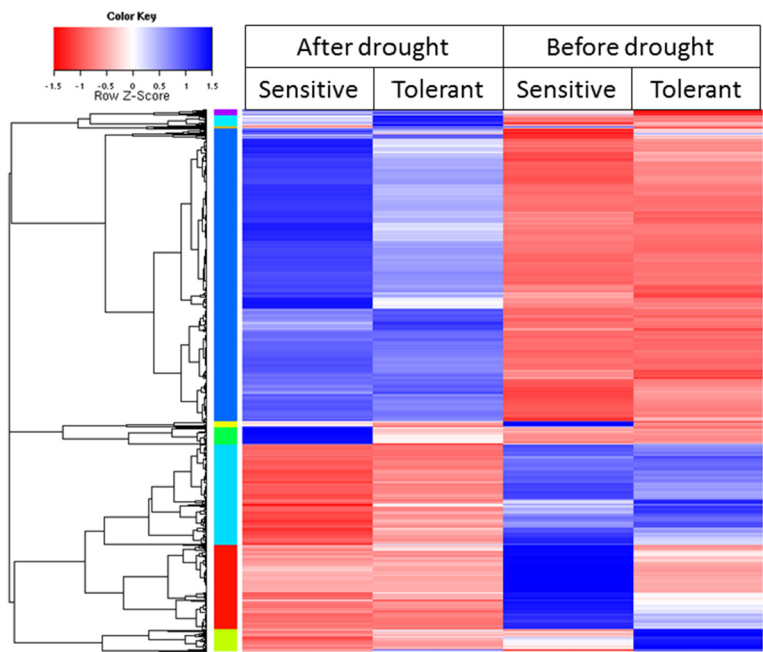 Color Key
-1.5 -1 -0.5 0 0.5 1 1.5
Row Z-Score
After drought Before drought
Sensitive Tolerant Sensitive Tolerant